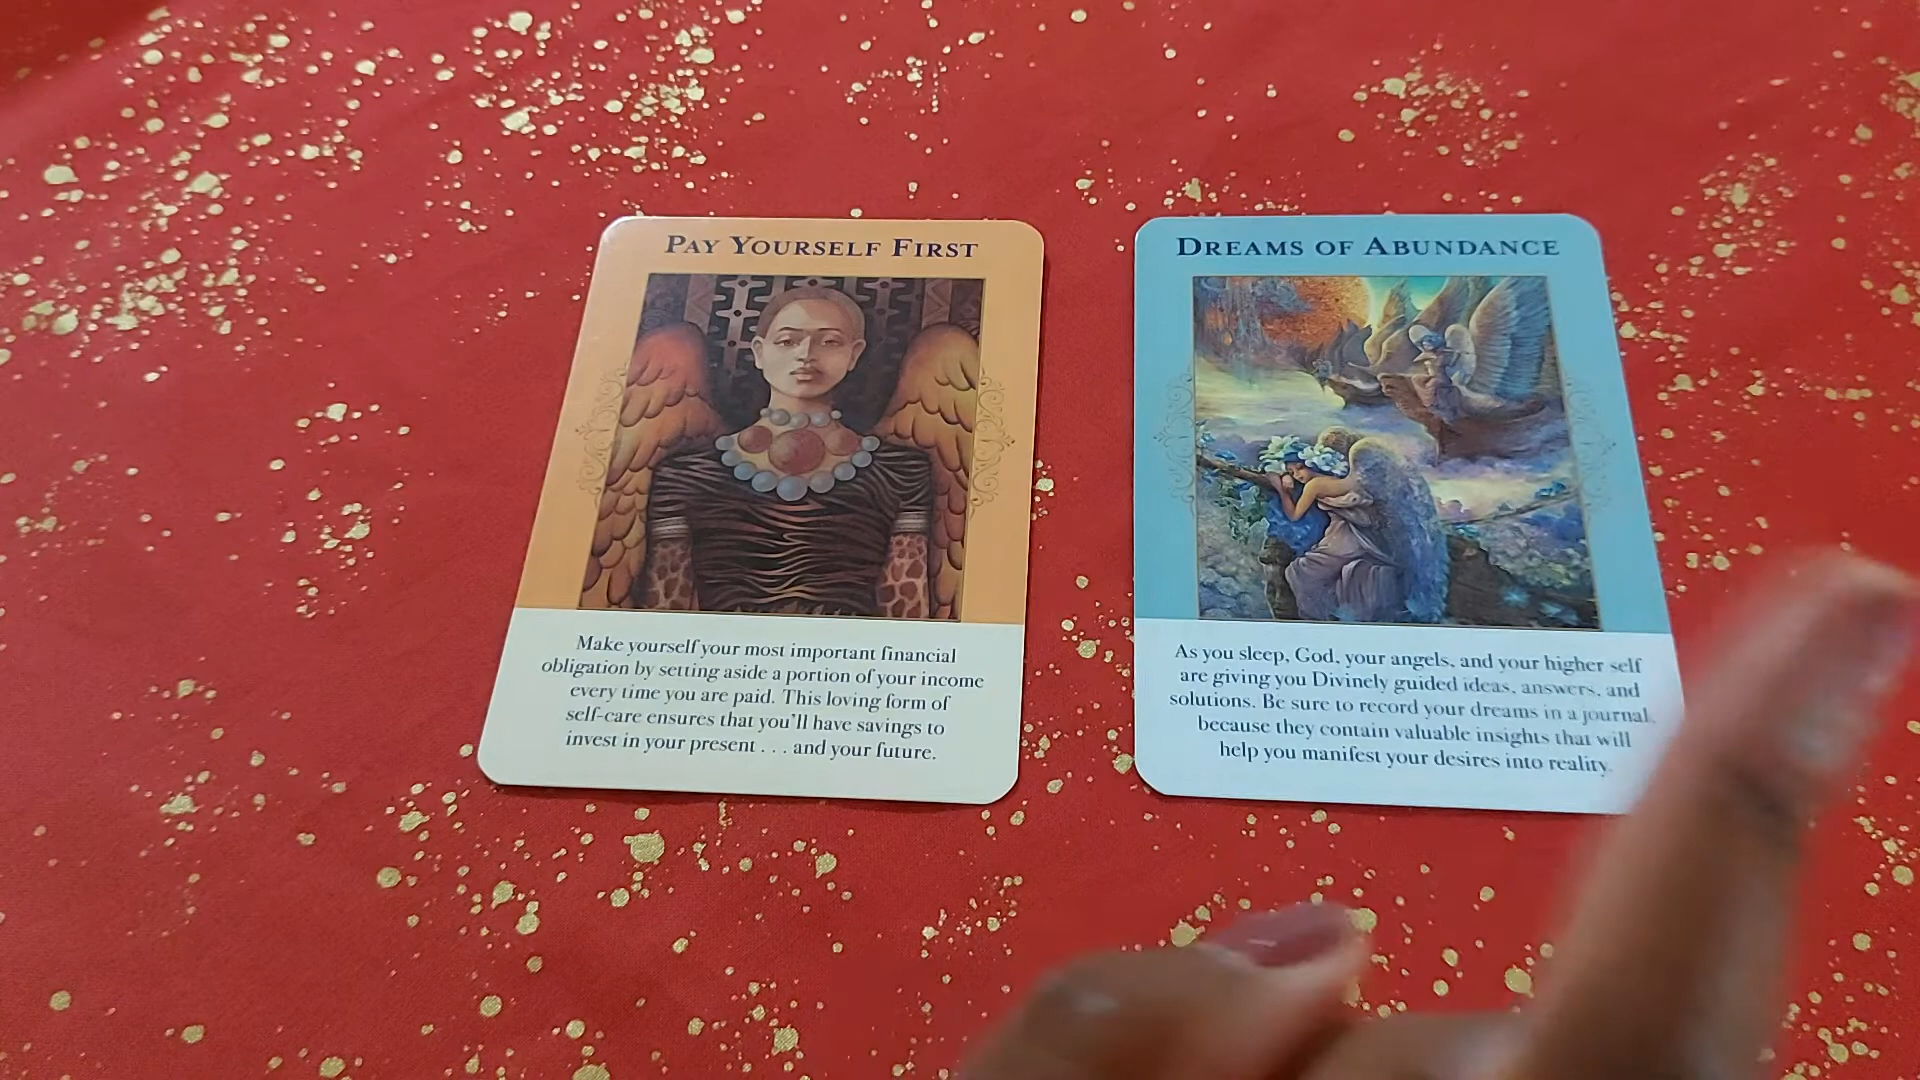 PAY YOURSELF FIRST
Make yourself your most important financial
obligation by setting aside a portion of your income
every time you are paid. This loving form of
self-care ensures that you'll have savings to
invest in your present . . . and your future.
DREAMS OF ABUNDANCE
As you sleep, God, your angels, and your higher self
are giving you Divinely guided ideas, answers, and
solutions. Be sure to record your dreams in a journal,
because they contain valuable insights that will
help you manifest your desires into reality.